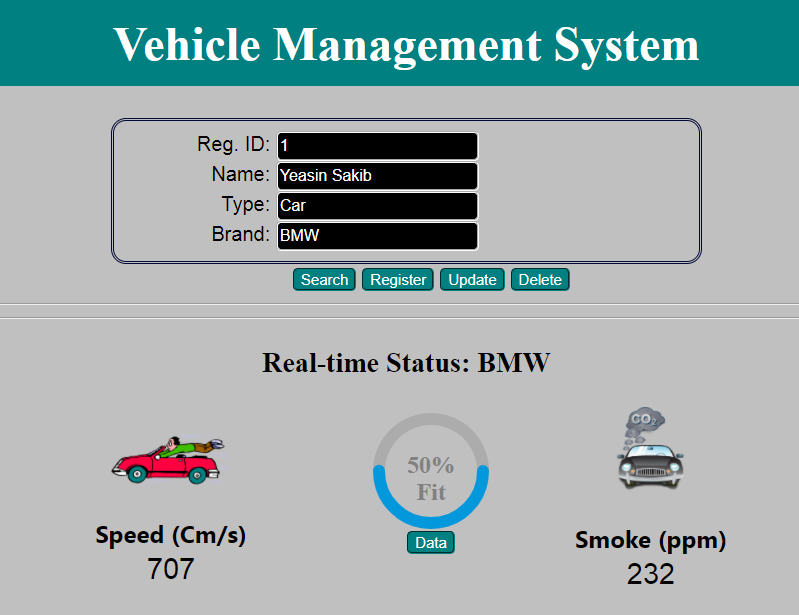 Vehicle Management System
Reg. ID: 1
Name: Yeasin Sakib
Type: Car
Brand: BMW
Search Register Update Delete
Real-time Status: BMW
CO2
50%
Fit
Data
Speed (Cm/s)
707
Smoke (ppm)
232